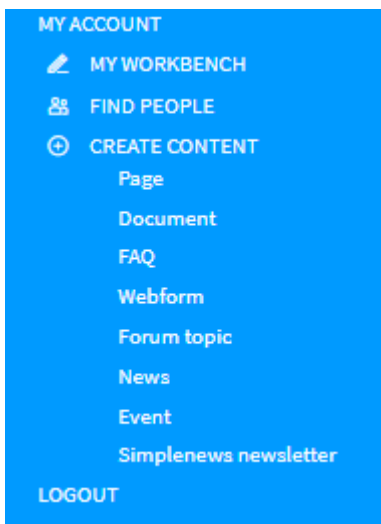 MY ACCOUNT
MY WORKBENCH
FIND PEOPLE
CREATE CONTENT
Page
Document
FAQ
Webform
Forum topic
News
Event
Simplenews newsletter
LOGOUT